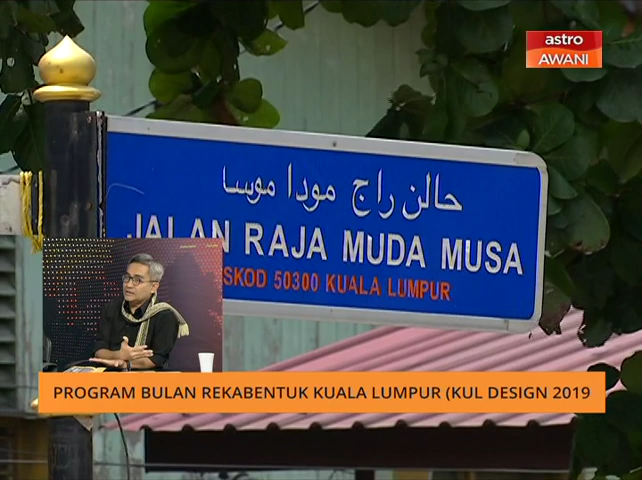 astro
AWANI
حالن راج مودا موسا
JALAN RAJA MUDA MUSA
SKOD 50300 KUALA LUMPUR
PROGRAM BULAN REKABENTUK KUALA LUMPUR (KUL DESIGN 2019